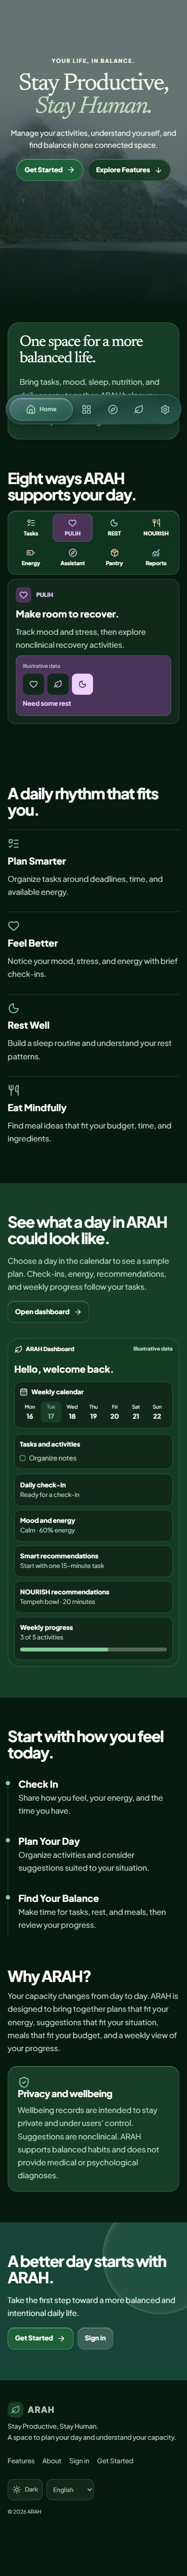 YOUR LIFE, IN BALANCE.
Stay Productive,
Stay Human.
Manage your activities, understand yourself, and
find balance in one connected space.
Get Started
Explore Features
One space for a more
balanced life.
Bring tasks, mood, sleep, nutrition, and
Home
Eight ways ARAH
supports your day.
Tasks PULIH REST NOURISH
Energy Assistant Pantry Reports
PULIH
Make room to recover.
Track mood and stress, then explore
nonclinical recovery activities.
Illustrative data
Need some rest
A daily rhythm that fits
you.
Plan Smarter
Organize tasks around deadlines, time, and
available energy.
Feel Better
Notice your mood, stress, and energy with brief
check-ins.
Rest Well
Build a sleep routine and understand your rest
patterns.
Eat Mindfully
Find meal ideas that fit your budget, time, and
ingredients.
See what a day in ARAH
could look like.
Choose a day in the calendar to see a sample
plan. Check-ins, energy, recommendations,
and weekly progress follow your tasks.
Open dashboard
ARAH Dashboard Illustrative data
Hello, welcome back.
Weekly calendar
Mon Tue Wed Thu Fri Sat Sun
16 17 18 19 20 21 22
Tasks and activities
Organize notes
Daily check-in
Ready for a check-in
Mood and energy
Calm · 60% energy
Smart recommendations
Start with one 15-minute task
NOURISH recommendations
Tempeh bowl · 20 minutes
Weekly progress
3 of 5 activities
Start with how you feel
today.
Check In
Share how you feel, your energy, and the
time you have.
Plan Your Day
Organize activities and consider
suggestions suited to your situation.
Find Your Balance
Make time for tasks, rest, and meals, then
review your progress.
Why ARAH?
Your capacity changes from day to day. ARAH is
designed to bring together plans that fit your
energy, suggestions that fit your situation,
meals that fit your budget, and a weekly view of
your progress.
Privacy and wellbeing
Wellbeing records are intended to stay
private and under users' control.
Suggestions are nonclinical. ARAH
supports balanced habits and does not
provide medical or psychological
diagnoses.
A better day starts with
ARAH.
Take the first step toward a more balanced and
intentional daily life.
Get Started
Sign in
ARAH
Stay Productive, Stay Human.
A space to plan your day and understand your capacity.
Features About Sign in Get Started
Dark English
© 2026 ARAH